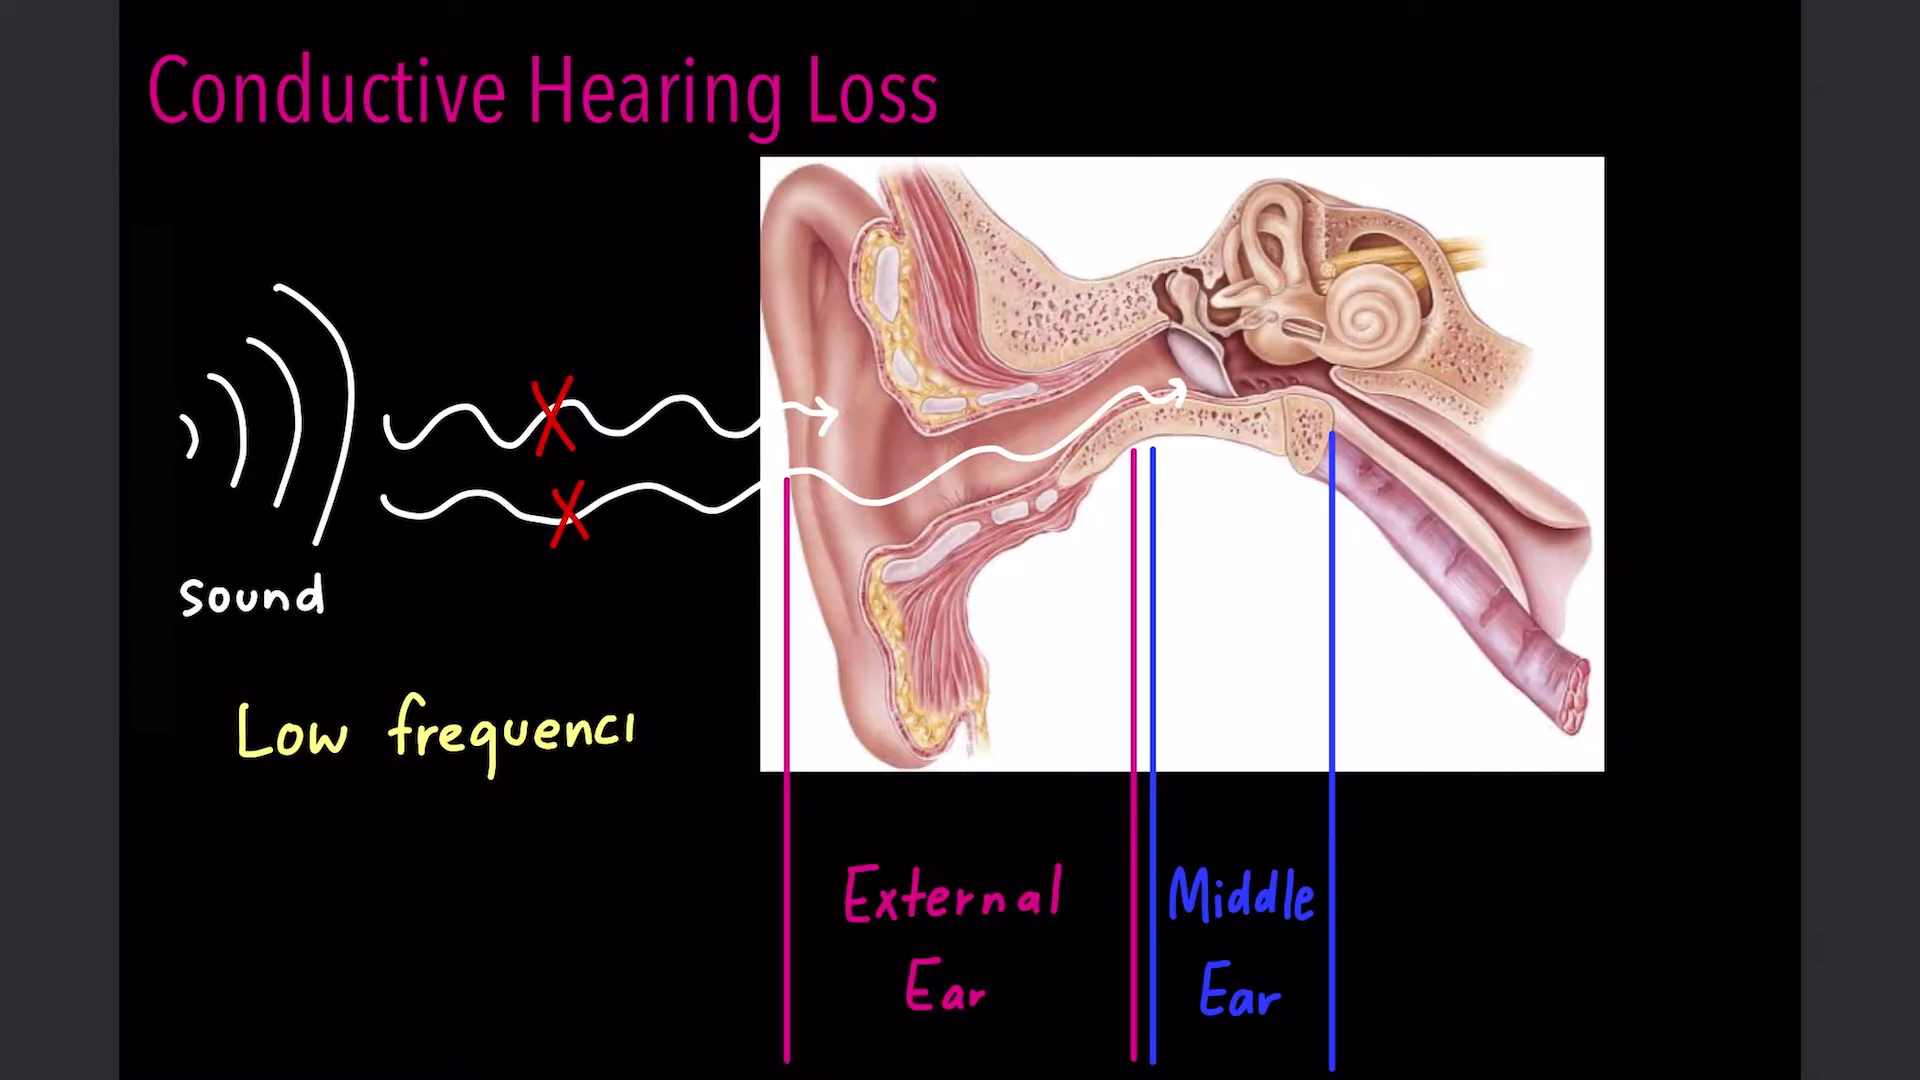 Conductive Hearing Loss
sound
Low frequenci
External
Ear
Middle
Ear